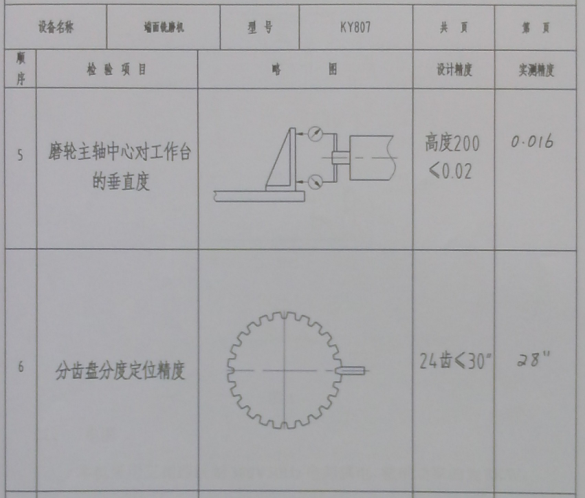 设备名称 端面铣磨机 型号 KY807 共 页 第 页
顺序 检验项目 略图 设计精度 实测精度
5 磨轮主轴中心对工作台的垂直度 高度200 ≤0.02 0.016
6 分齿盘分度定位精度 24齿≤30" 28"